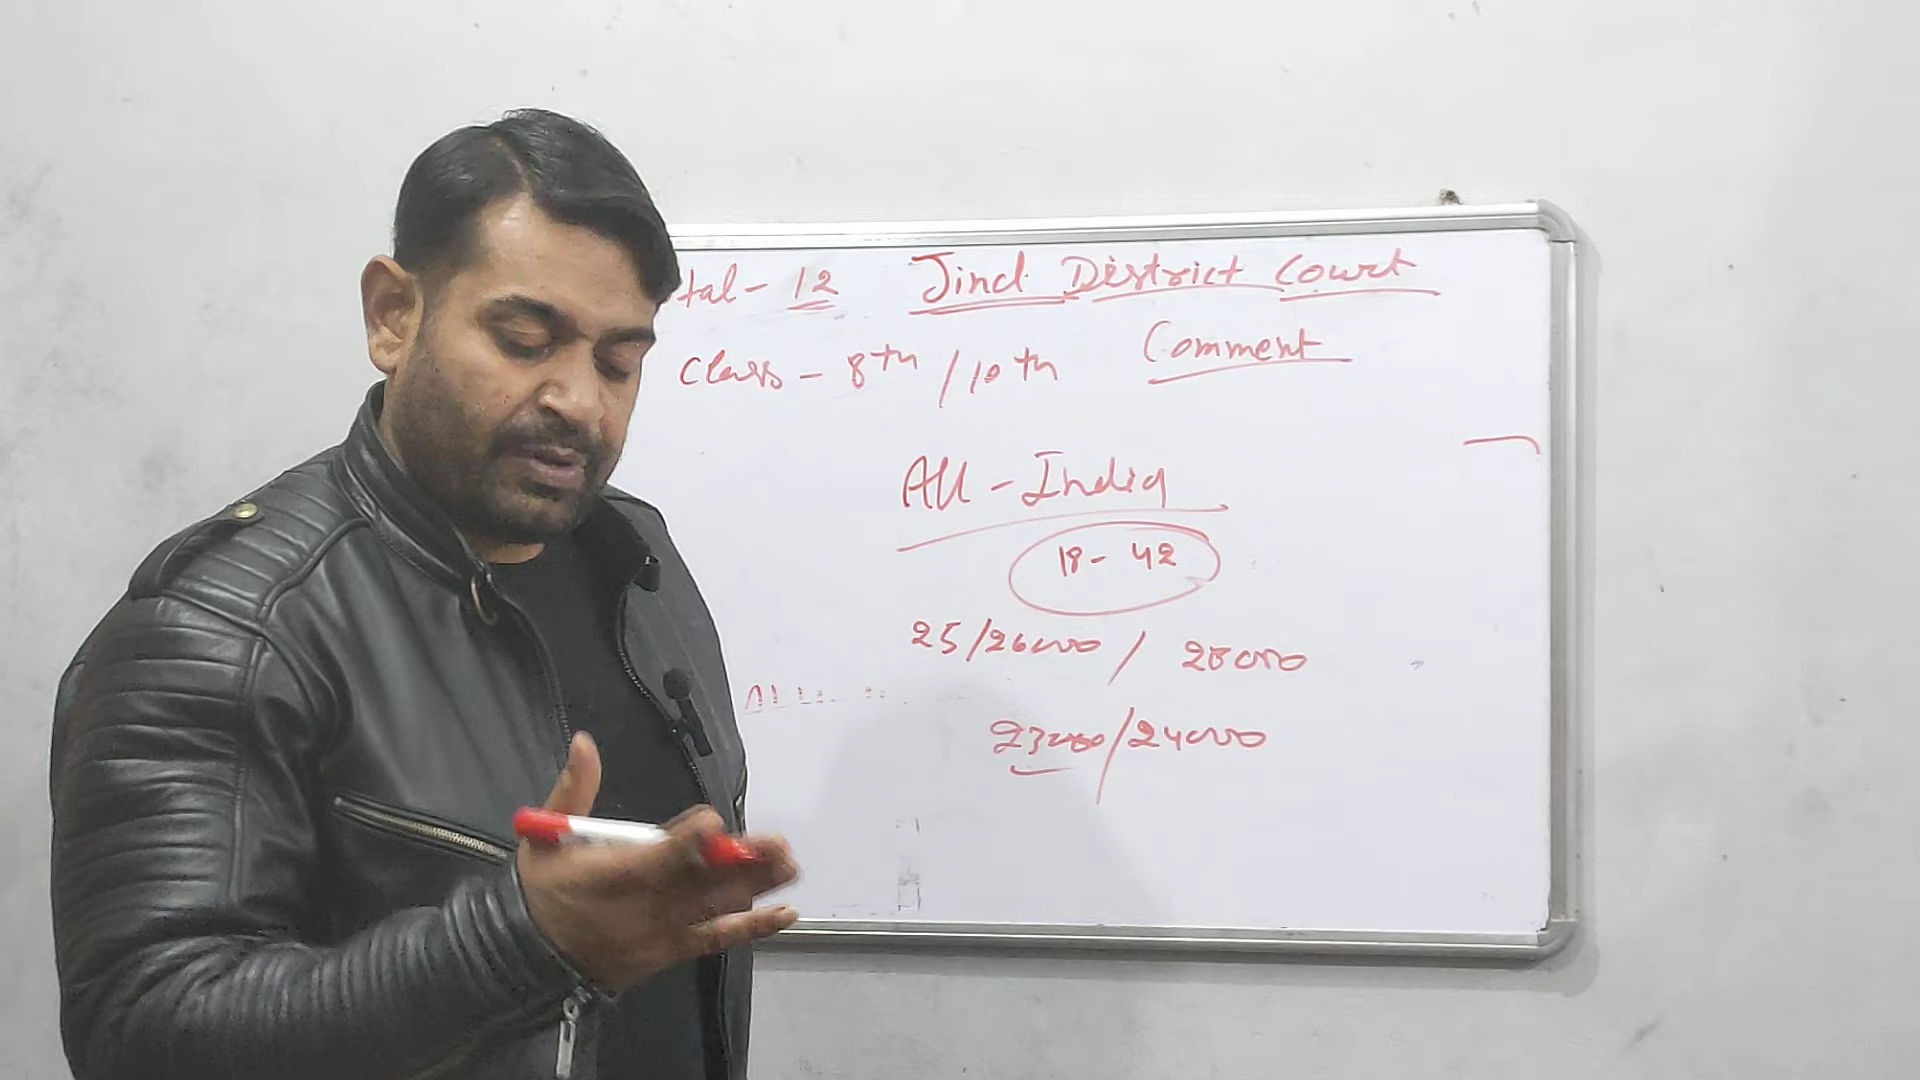 tal - 12 Jind District Court
Class - 8th / 10th Comment
All - India
18 - 42
25/26000 / 28000
23000/24000